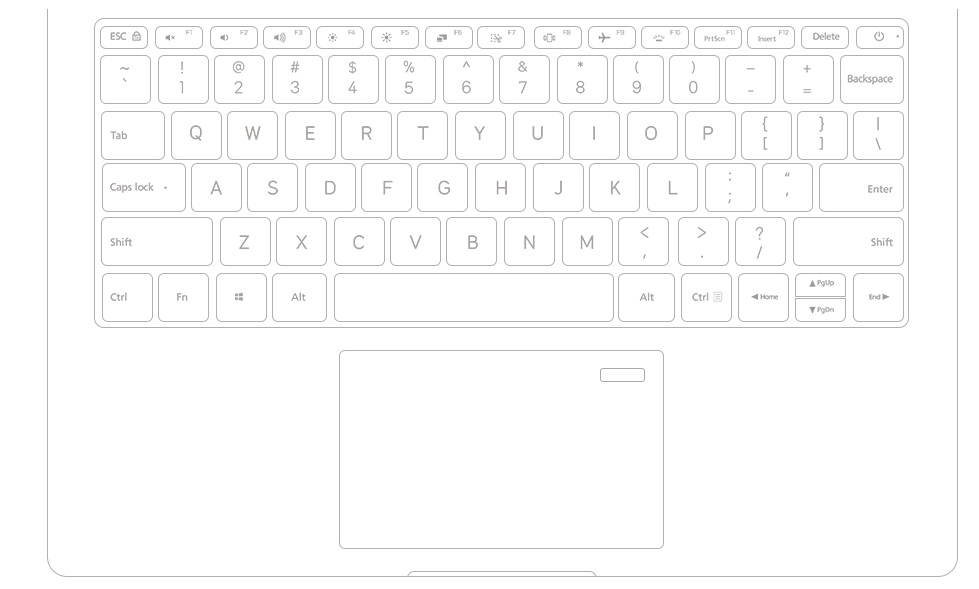 ESC F1 F2 F3 F4 F5 F6 F7 F8 F9 F10 PrtScn F11 Insert F12 Delete
~ ! @ # $ % ^ & * ( ) – +
` 1 2 3 4 5 6 7 8 9 0 - = Backspace
Tab Q W E R T Y U I O P { [ } ] | \
Caps lock A S D F G H J K L : ; “ ‘ Enter
Shift Z X C V B N M < , > . ? / Shift
Ctrl Fn Alt Alt Ctrl ◀ Home ▲ PgUp ▼ PgDn End ▶